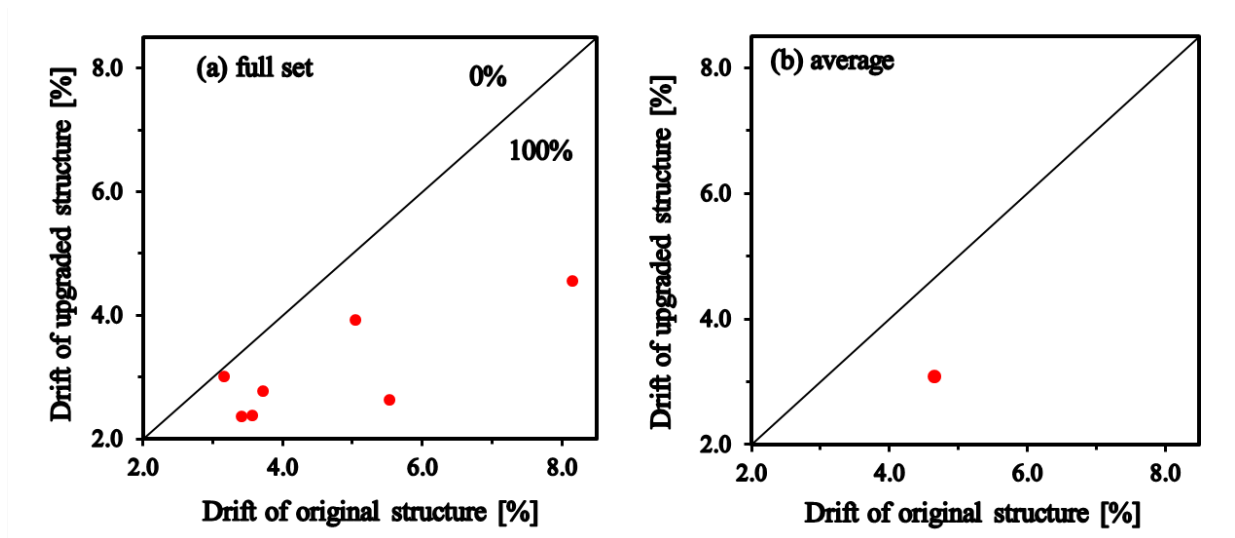 (a) full set
0%
100%
8.0
6.0
4.0
2.0
2.0 4.0 6.0 8.0
Drift of upgraded structure [%]
Drift of original structure [%]
(b) average
8.0
6.0
4.0
2.0
2.0 4.0 6.0 8.0
Drift of upgraded structure [%]
Drift of original structure [%]